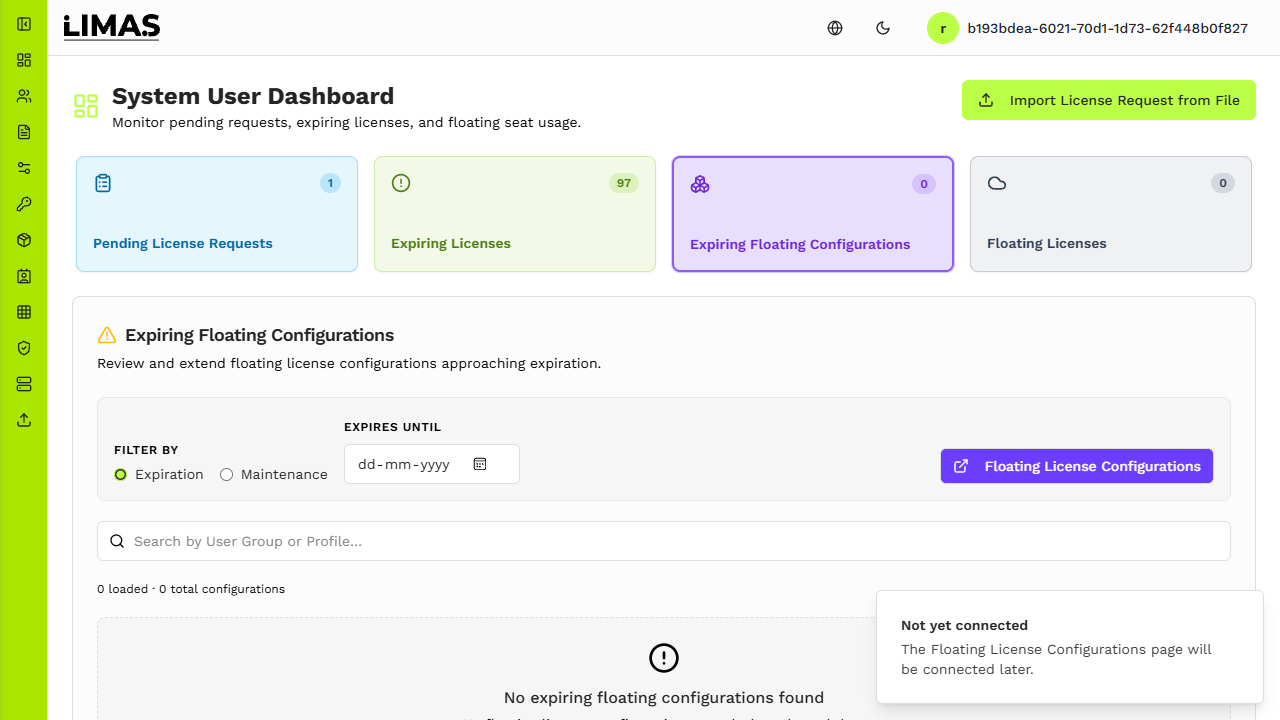 LIMAS
r
b193bdea-6021-70d1-1d73-62f448b0f827
System User Dashboard
Monitor pending requests, expiring licenses, and floating seat usage.
Import License Request from File
1
Pending License Requests
97
Expiring Licenses
0
Expiring Floating Configurations
0
Floating Licenses
Expiring Floating Configurations
Review and extend floating license configurations approaching expiration.
FILTER BY
Expiration
Maintenance
EXPIRES UNTIL
dd-mm-yyyy
Floating License Configurations
Search by User Group or Profile...
0 loaded · 0 total configurations
No expiring floating configurations found
Not yet connected
The Floating License Configurations page will
be connected later.